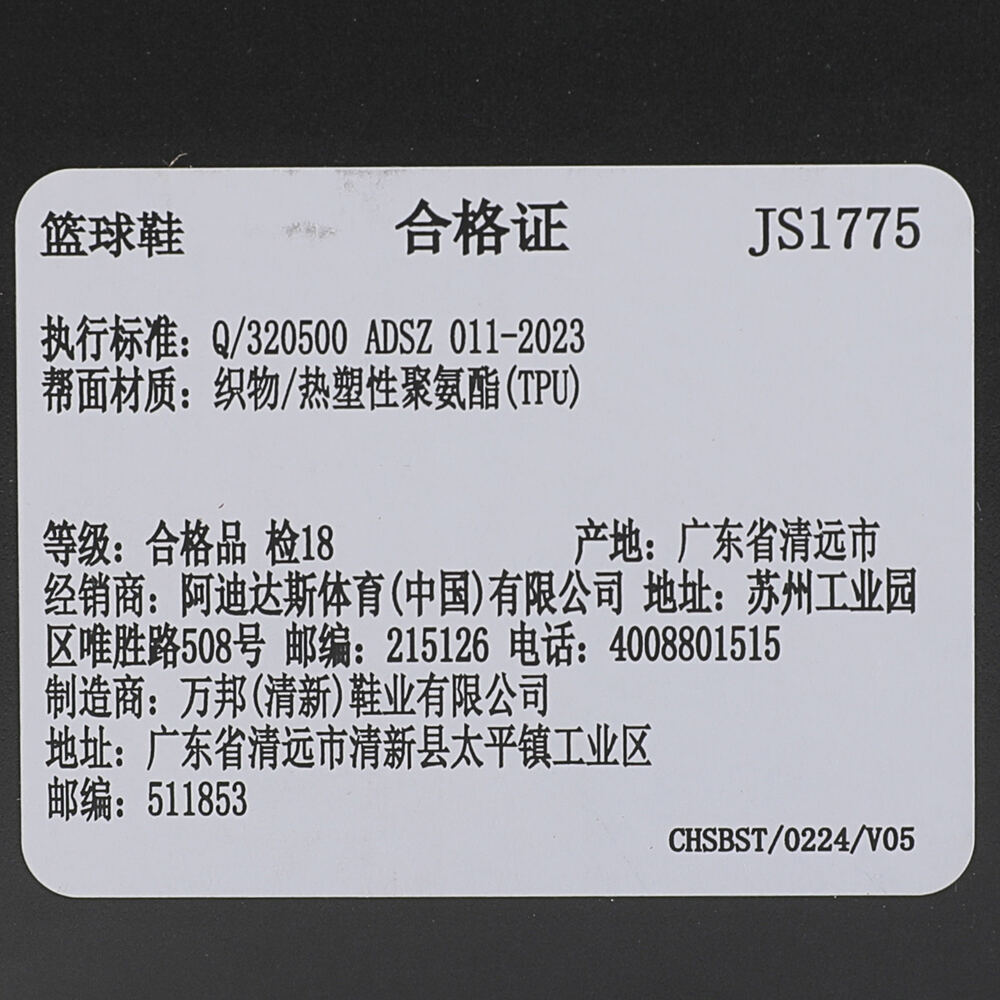 篮球鞋 合格证 JS1775
执行标准：Q/320500 ADSZ 011-2023
帮面材质：织物/热塑性聚氨酯(TPU)
等级：合格品 检18 产地：广东省清远市
经销商：阿迪达斯体育(中国)有限公司 地址：苏州工业园
区唯胜路508号 邮编：215126 电话：4008801515
制造商：万邦(清新)鞋业有限公司
地址：广东省清远市清新县太平镇工业区
邮编：511853
CHSBST/0224/V05